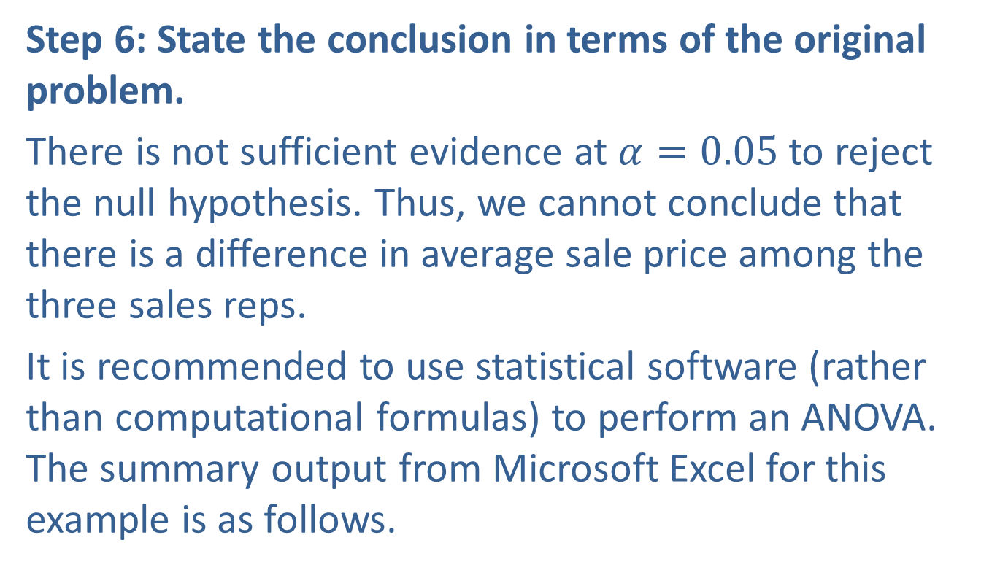 Step 6: State the conclusion in terms of the original
problem.
There is not sufficient evidence at α = 0.05 to reject
the null hypothesis. Thus, we cannot conclude that
there is a difference in average sale price among the
three sales reps.
It is recommended to use statistical software (rather
than computational formulas) to perform an ANOVA.
The summary output from Microsoft Excel for this
example is as follows.